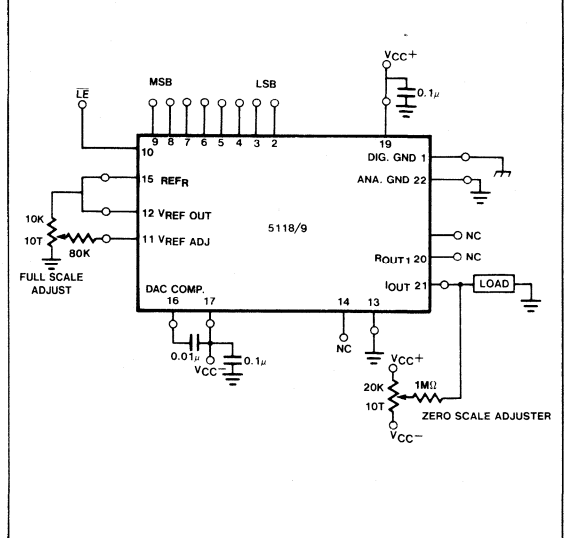 VCC+
MSB LSB
LE
0.1μ
9 8 7 6 5 4 3 2
19
10
DIG. GND 1
15 REFR
ANA. GND 22
12 VREF OUT
10K
10T
11 VREF ADJ
5118/9
NC
80K
ROUT1 20
NC
FULL SCALE
ADJUST
IOUT 21
LOAD
DAC COMP.
16 17
14 13
0.01μ
VCC−
0.1μ
NC
VCC+
20K
10T
1MΩ
ZERO SCALE ADJUSTER
VCC−